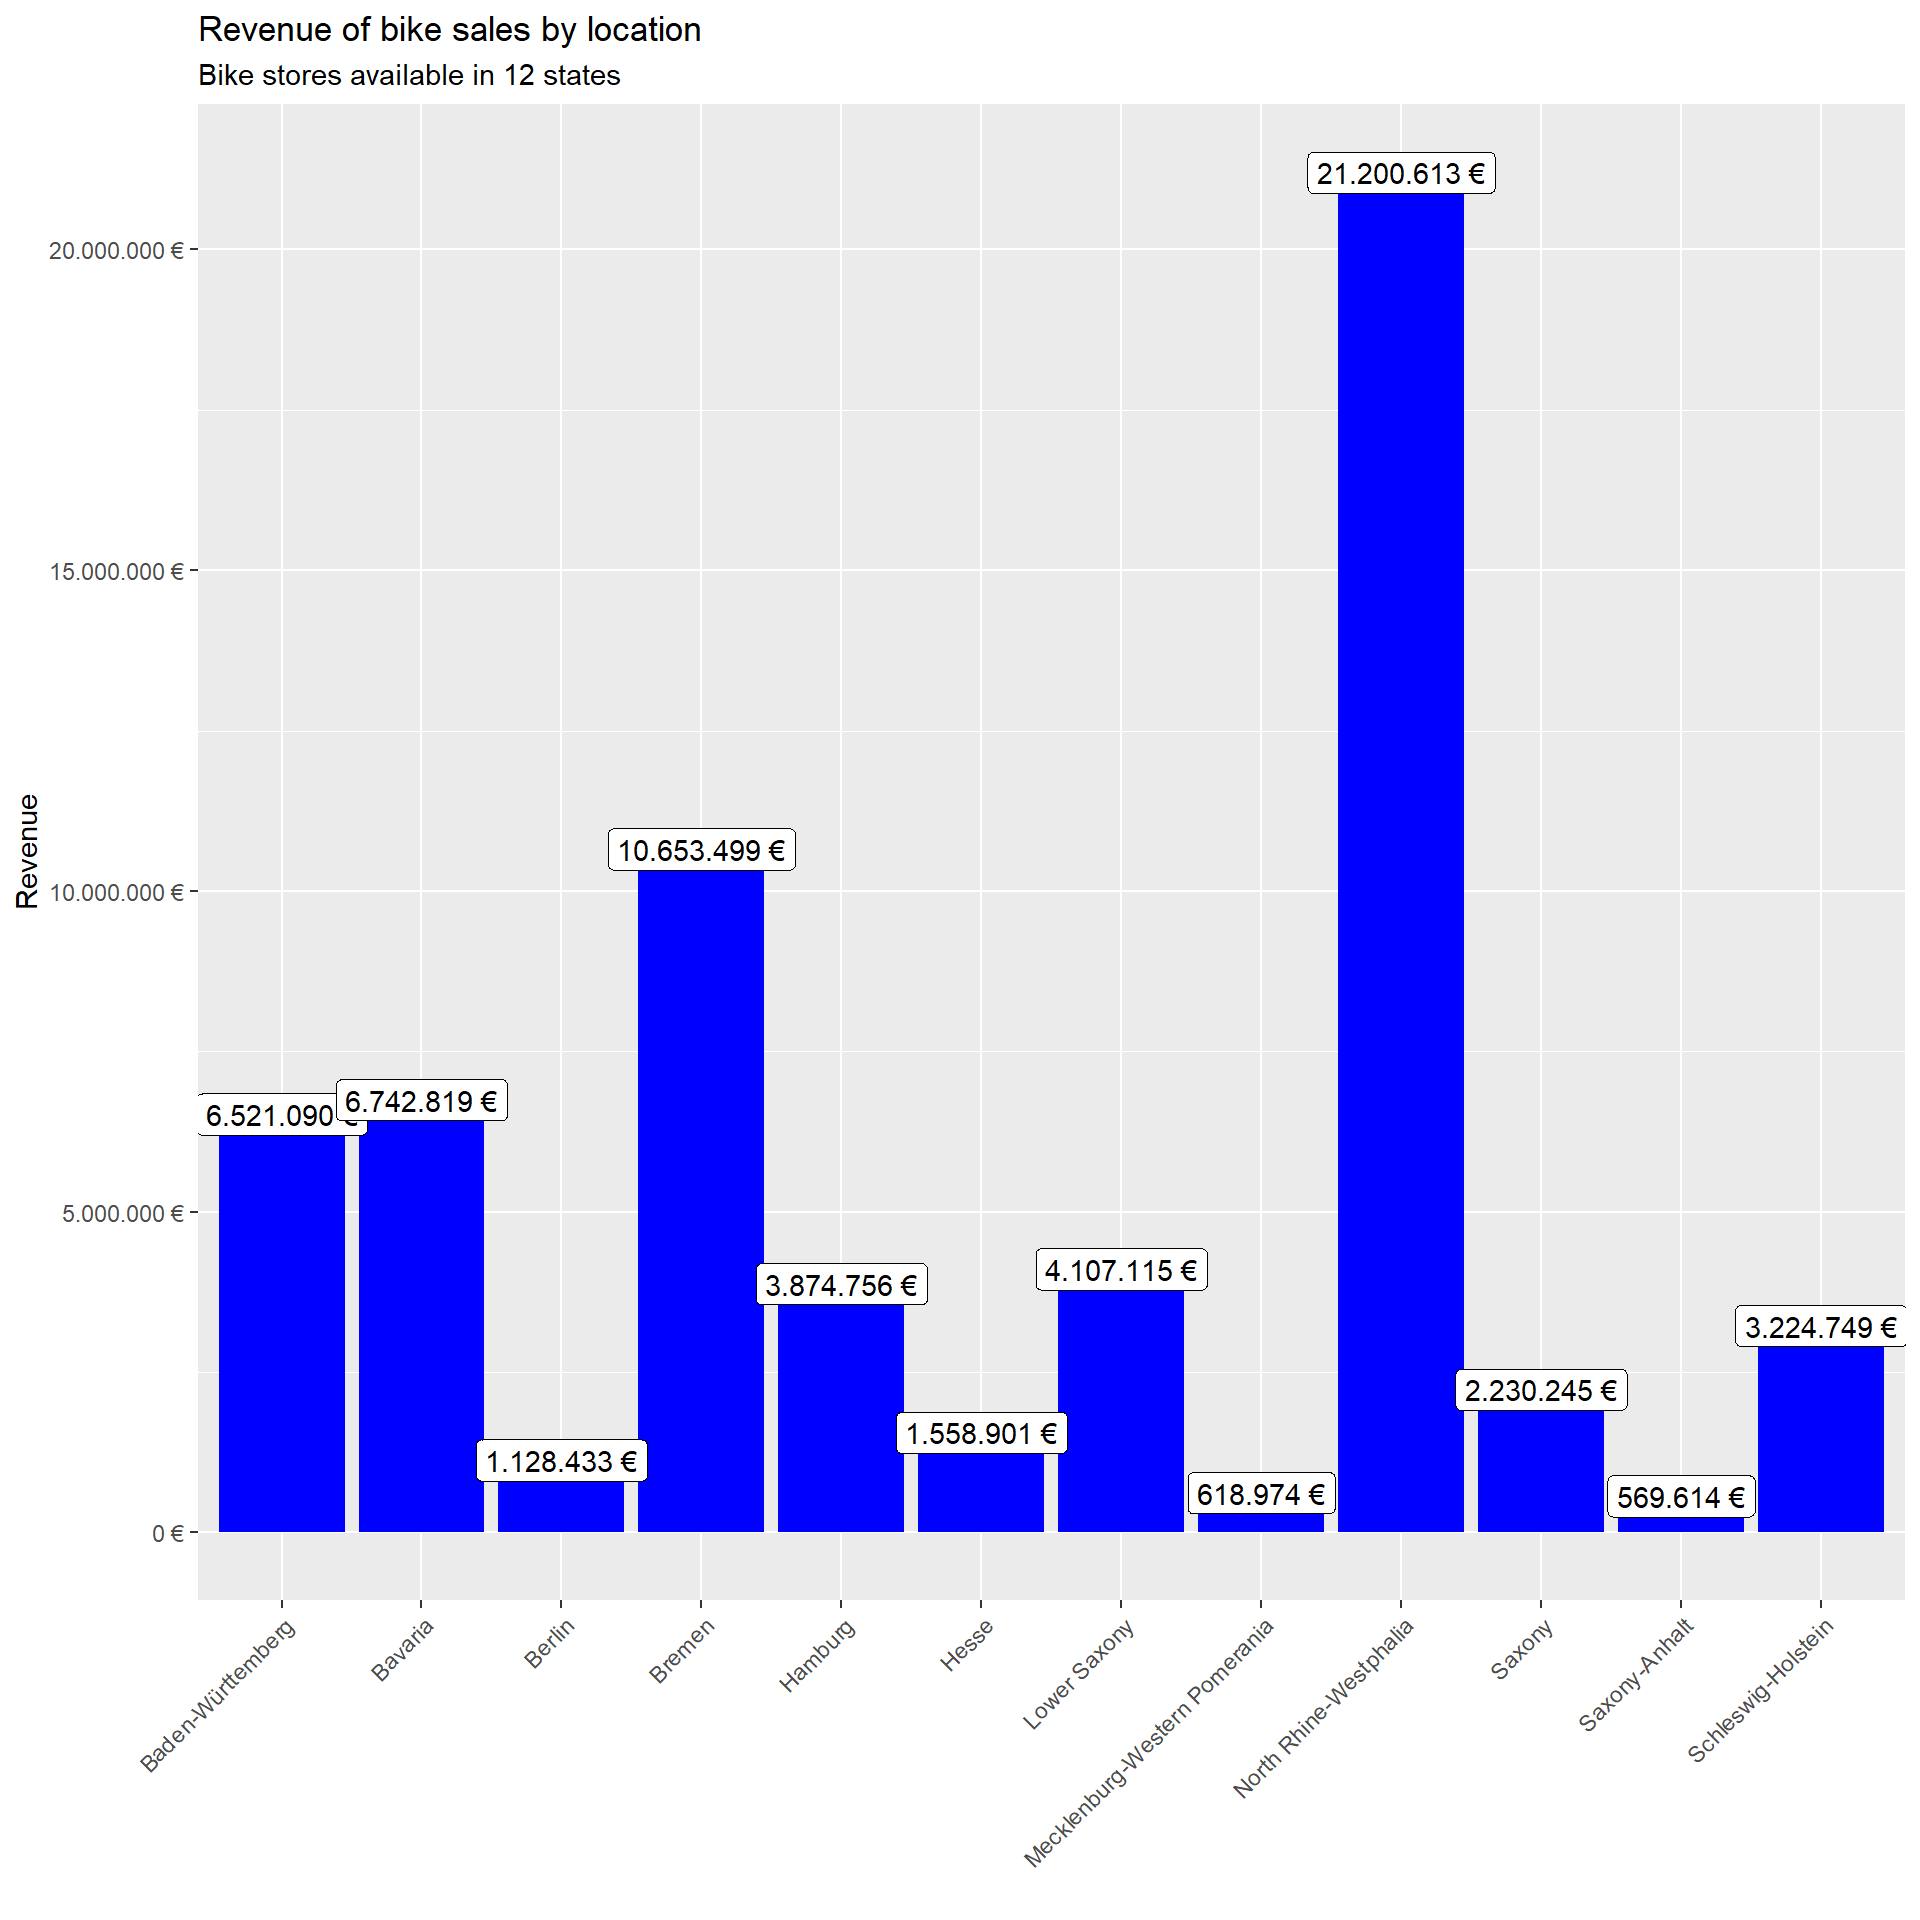 Revenue of bike sales by location
Bike stores available in 12 states
Revenue
20.000.000 €
15.000.000 €
10.000.000 €
5.000.000 €
0 €
6.521.090 €
6.742.819 €
1.128.433 €
10.653.499 €
3.874.756 €
1.558.901 €
4.107.115 €
618.974 €
21.200.613 €
2.230.245 €
569.614 €
3.224.749 €
Baden-Württemberg
Bavaria
Berlin
Bremen
Hamburg
Hesse
Lower Saxony
Mecklenburg-Western Pomerania
North Rhine-Westphalia
Saxony
Saxony-Anhalt
Schleswig-Holstein